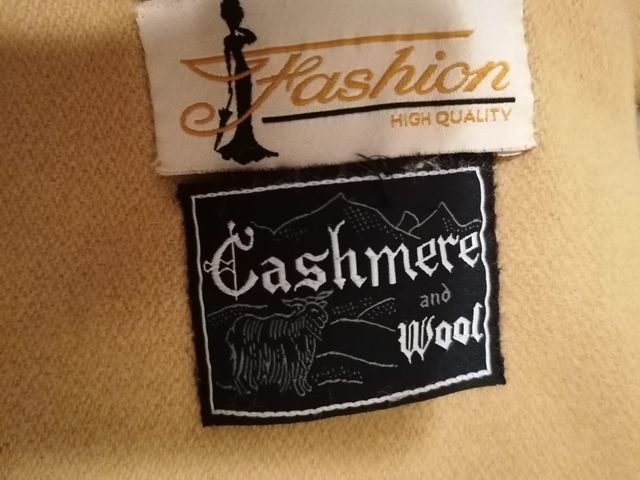 Fashion
HIGH QUALITY
Cashmere
and
Wool